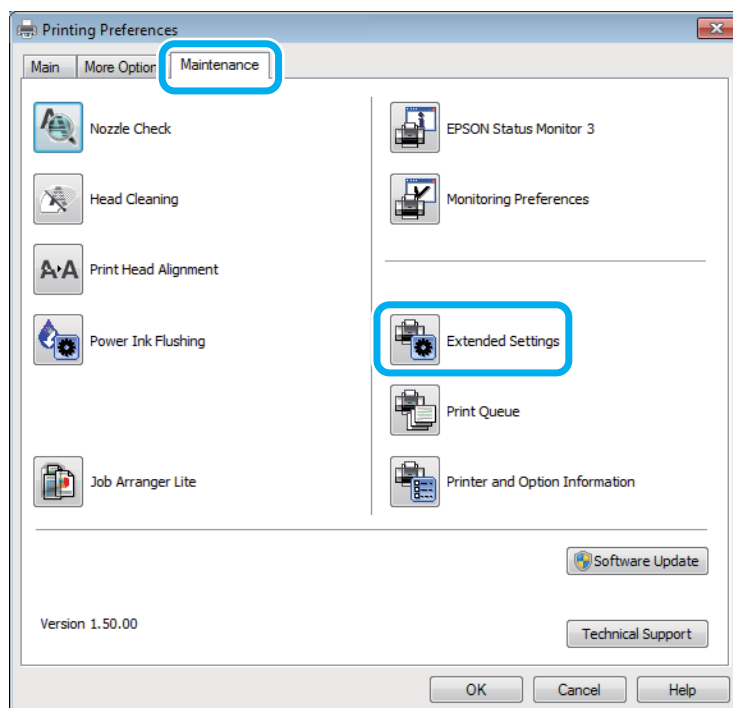 Printing Preferences
Main More Option Maintenance
Nozzle Check
Head Cleaning
Print Head Alignment
Power Ink Flushing
Job Arranger Lite
EPSON Status Monitor 3
Monitoring Preferences
Extended Settings
Print Queue
Printer and Option Information
Software Update
Version 1.50.00
Technical Support
OK Cancel Help